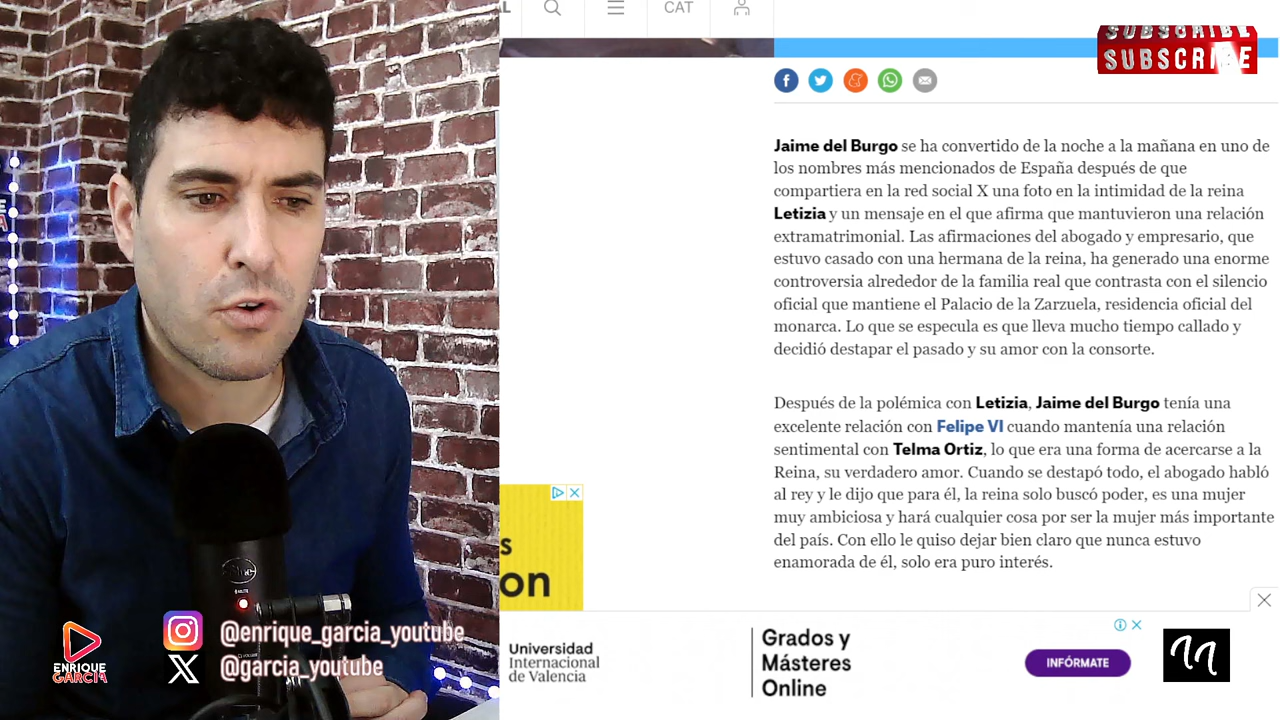 CAT
SUBSCRIBE
SUBSCRIBE
Jaime del Burgo se ha convertido de la noche a la mañana en uno de
los nombres más mencionados de España después de que
compartiera en la red social X una foto en la intimidad de la reina
Letizia y un mensaje en el que afirma que mantuvieron una relación
extramatrimonial. Las afirmaciones del abogado y empresario, que
estuvo casado con una hermana de la reina, ha generado una enorme
controversia alrededor de la familia real que contrasta con el silencio
oficial que mantiene el Palacio de la Zarzuela, residencia oficial del
monarca. Lo que se especula es que lleva mucho tiempo callado y
decidió destapar el pasado y su amor con la consorte.
Después de la polémica con Letizia, Jaime del Burgo tenía una
excelente relación con Felipe VI cuando mantenía una relación
sentimental con Telma Ortiz, lo que era una forma de acercarse a la
Reina, su verdadero amor. Cuando se destapó todo, el abogado habló
al rey y le dijo que para él, la reina solo buscó poder, es una mujer
muy ambiciosa y hará cualquier cosa por ser la mujer más importante
del país. Con ello le quiso dejar bien claro que nunca estuvo
enamorada de él, solo era puro interés.
s
on
Universidad
Internacional
de Valencia
Grados y
Másteres
Online
INFÓRMATE
ENRIQUE
GARCIA
@enrique_garcia_youtube
@garcia_youtube